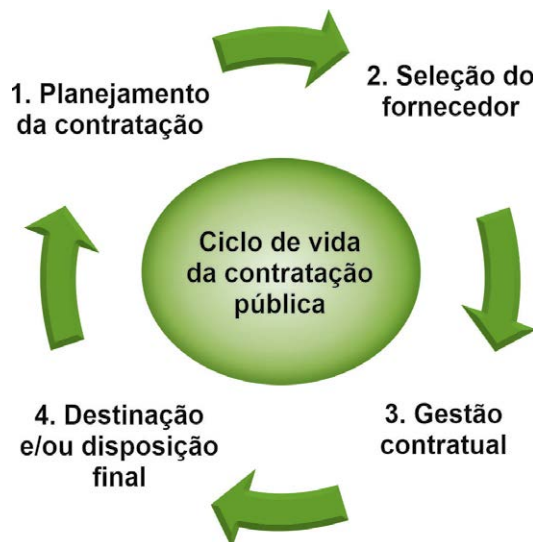 1. Planejamento
da contratação
2. Seleção do
fornecedor
Ciclo de vida
da contratação
pública
3. Gestão
contratual
4. Destinação
e/ou disposição
final